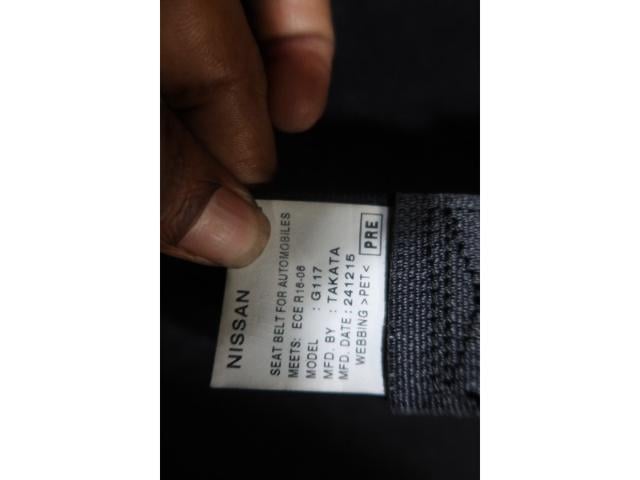 NISSAN
SEAT BELT FOR AUTOMOBILES
MEETS: ECE R16-06
MODEL : G117
MFD. BY : TAKATA
MFD. DATE : 241215
WEBBING >PET<
PRE